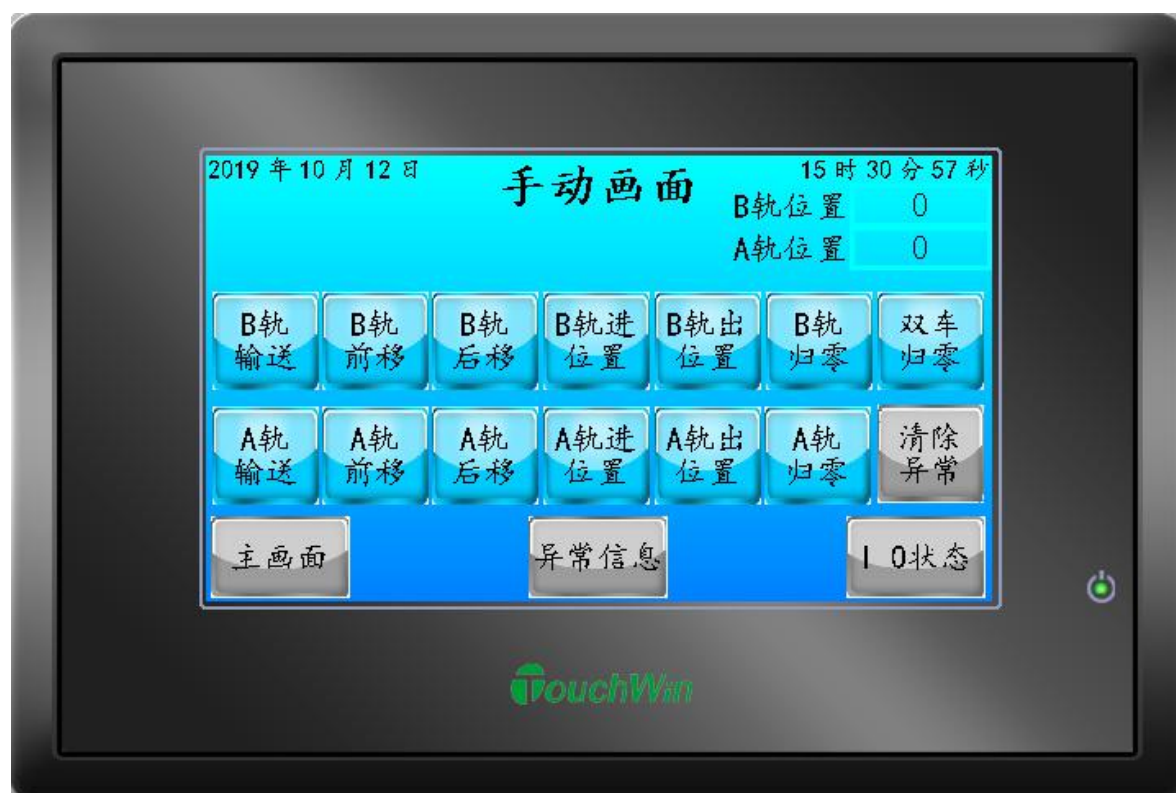 2019 年 10 月 12 日
15 时 30 分 57 秒
手动画面
B轨位置 0
A轨位置 0
B轨
输送
B轨
前移
B轨
后移
B轨进
位置
B轨出
位置
B轨
归零
双车
归零
A轨
输送
A轨
前移
A轨
后移
A轨进
位置
A轨出
位置
A轨
归零
清除
异常
主画面
异常信息
I O状态
TouchWin